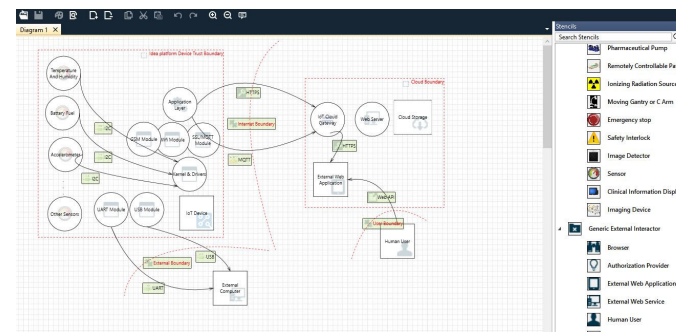 Diagram 1
Idea platform Device Trust Boundary
Temperature
And Humidity
Battery Fuel
Accelerometer
Other Sensors
Application
Layer
GSM Module
Wifi Module
Module
Kernel & Drivers
I2C
I2C
I2C
UART Module
USB Module
IoT Device
HTTPS
Internet Boundary
MQTT
Cloud Boundary
IoT Cloud
Gateway
Web Server
Cloud Storage
HTTPS
External Web
Application
Web API
User Boundary
Human User
USB
External Boundary
UART
External
Computer
Stencils
Search Stencils
Pharmaceutical Pump
Remotely Controllable Pa
Ionizing Radiation Source
Moving Gantry or C Arm
Emergency stop
Safety Interlock
Image Detector
Sensor
Clinical Information Displ
Imaging Device
Generic External Interactor
Browser
Authorization Provider
External Web Application
External Web Service
Human User